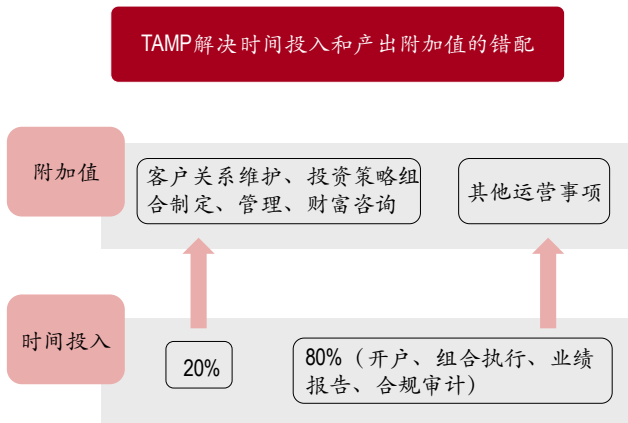 TAMP解决时间投入和产出附加值的错配
附加值
客户关系维护、投资策略组
合制定、管理、财富咨询
其他运营事项
时间投入
20%
80%（开户、组合执行、业绩
报告、合规审计）